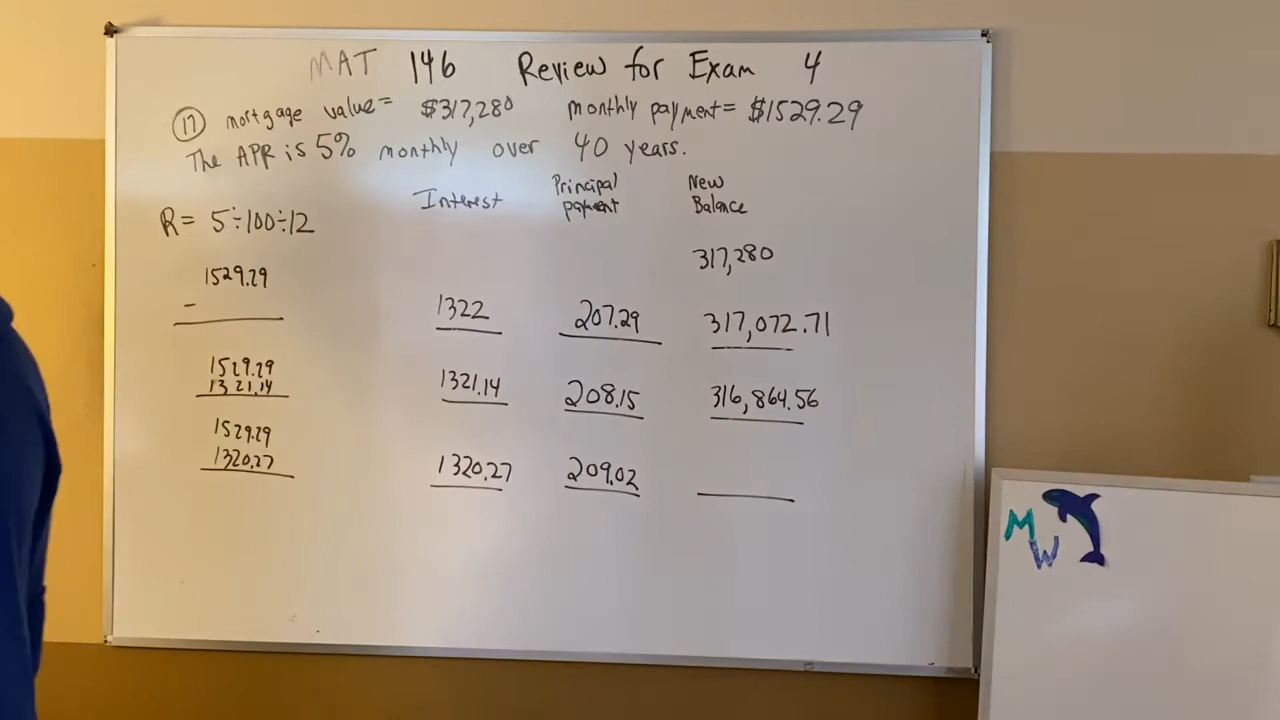 MAT 146 Review for Exam 4
17 mortgage value= $317,280 monthly payment= $1529.29
The APR is 5% monthly over 40 years.
Interest Principal payment New Balance
R= 5÷100÷12
317,280
1529.29
-
1322 207.29 317,072.71
1529.29
1321.14
1321.14 208.15 316,864.56
1529.29
1320.27
1320.27 209.02
M
W